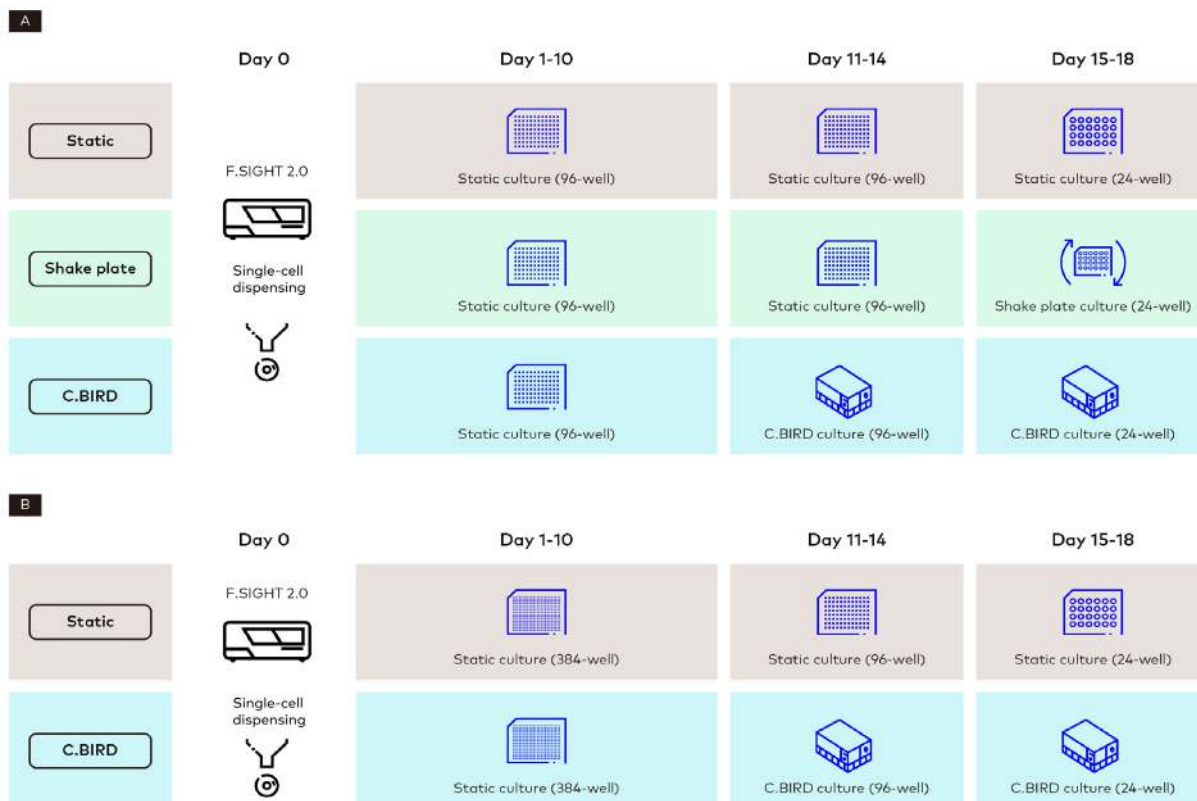 A
Day 0
Day 1-10
Day 11-14
Day 15-18
Static
F.SIGHT 2.0
Single-cell
dispensing
Static culture (96-well)
Static culture (96-well)
Static culture (24-well)
Shake plate
Static culture (96-well)
Static culture (96-well)
Shake plate culture (24-well)
C.BIRD
Static culture (96-well)
C.BIRD culture (96-well)
C.BIRD culture (24-well)
B
Day 0
Day 1-10
Day 11-14
Day 15-18
Static
F.SIGHT 2.0
Single-cell
dispensing
Static culture (384-well)
Static culture (96-well)
Static culture (24-well)
C.BIRD
Static culture (384-well)
C.BIRD culture (96-well)
C.BIRD culture (24-well)